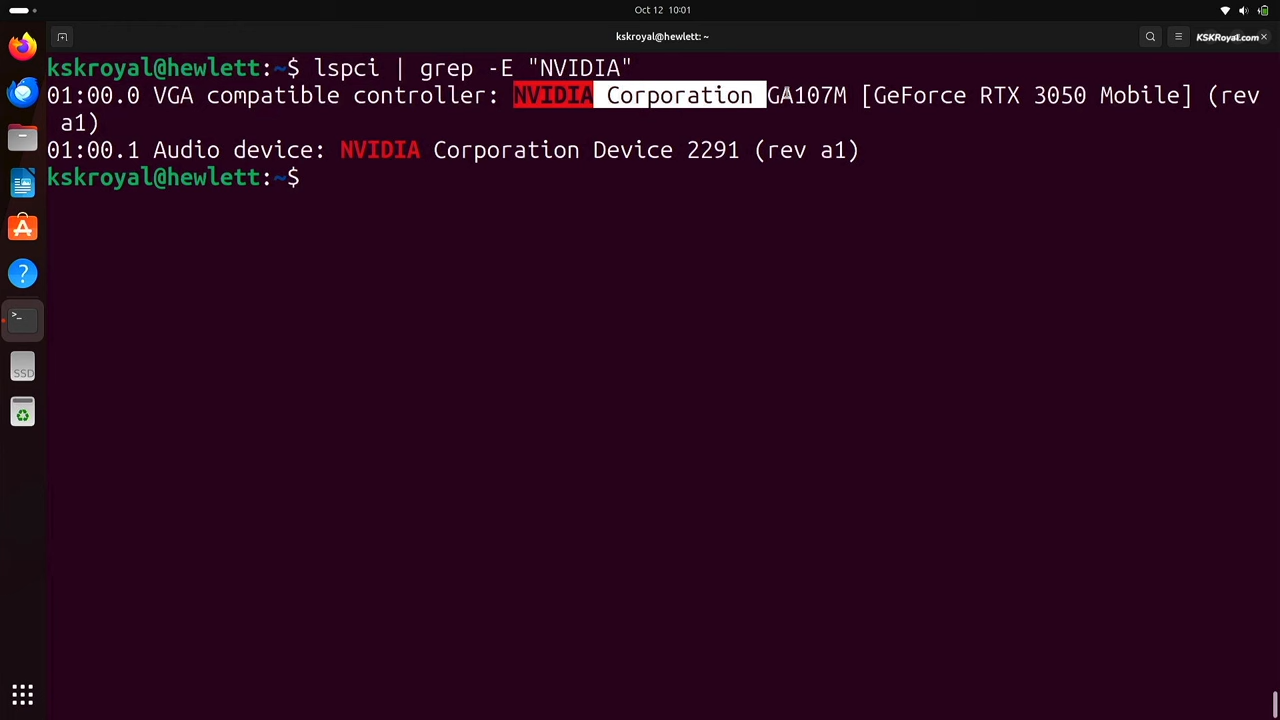 Oct 12 10:01
kskroyal@hewlett: ~
KSKRoyal.com
kskroyal@hewlett:~$ lspci | grep -E "NVIDIA"
01:00.0 VGA compatible controller: NVIDIA Corporation GA107M [GeForce RTX 3050 Mobile] (rev
a1)
01:00.1 Audio device: NVIDIA Corporation Device 2291 (rev a1)
kskroyal@hewlett:~$
>_
SSD